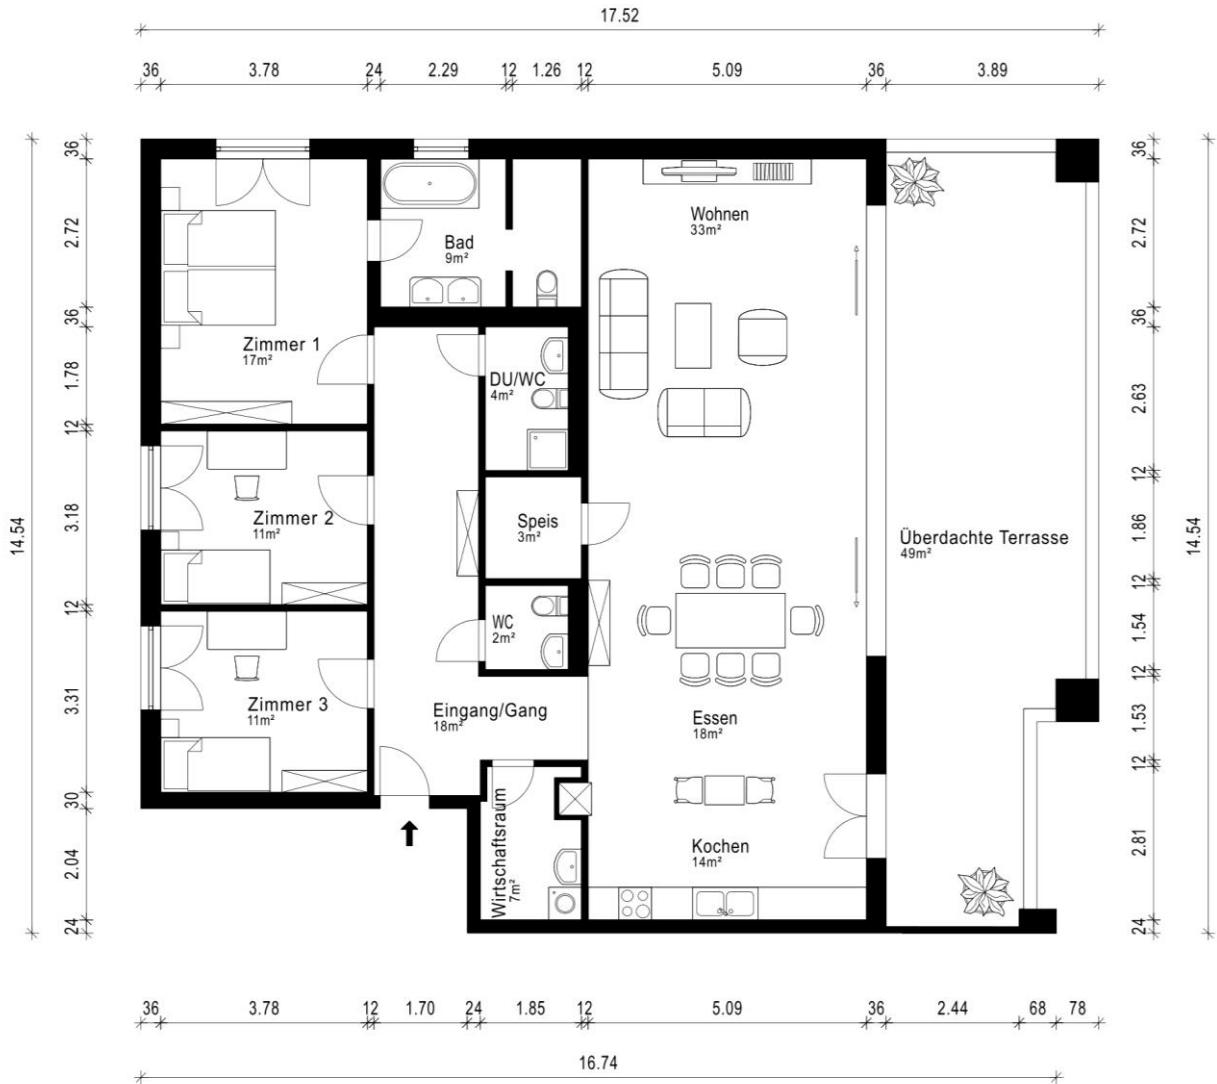 17.52
36 3.78 24 2.29 12 1.26 12 5.09 36 3.89
14.54
36
2.72
36
1.78
12
3.18
12
3.31
30
2.04
24
Wohnen
33m²
Bad
9m²
Zimmer 1
17m²
DU/WC
4m²
Zimmer 2
11m²
Speis
3m²
Überdachte Terrasse
49m²
WC
2m²
Zimmer 3
11m²
Eingang/Gang
18m²
Essen
18m²
Wirtschaftsraum
7m²
Kochen
14m²
36
2.72
36
2.63
12
1.86
12
1.54
12
1.53
12
2.81
24
14.54
36 3.78 12 1.70 24 1.85 12 5.09 36 2.44 68 78
16.74